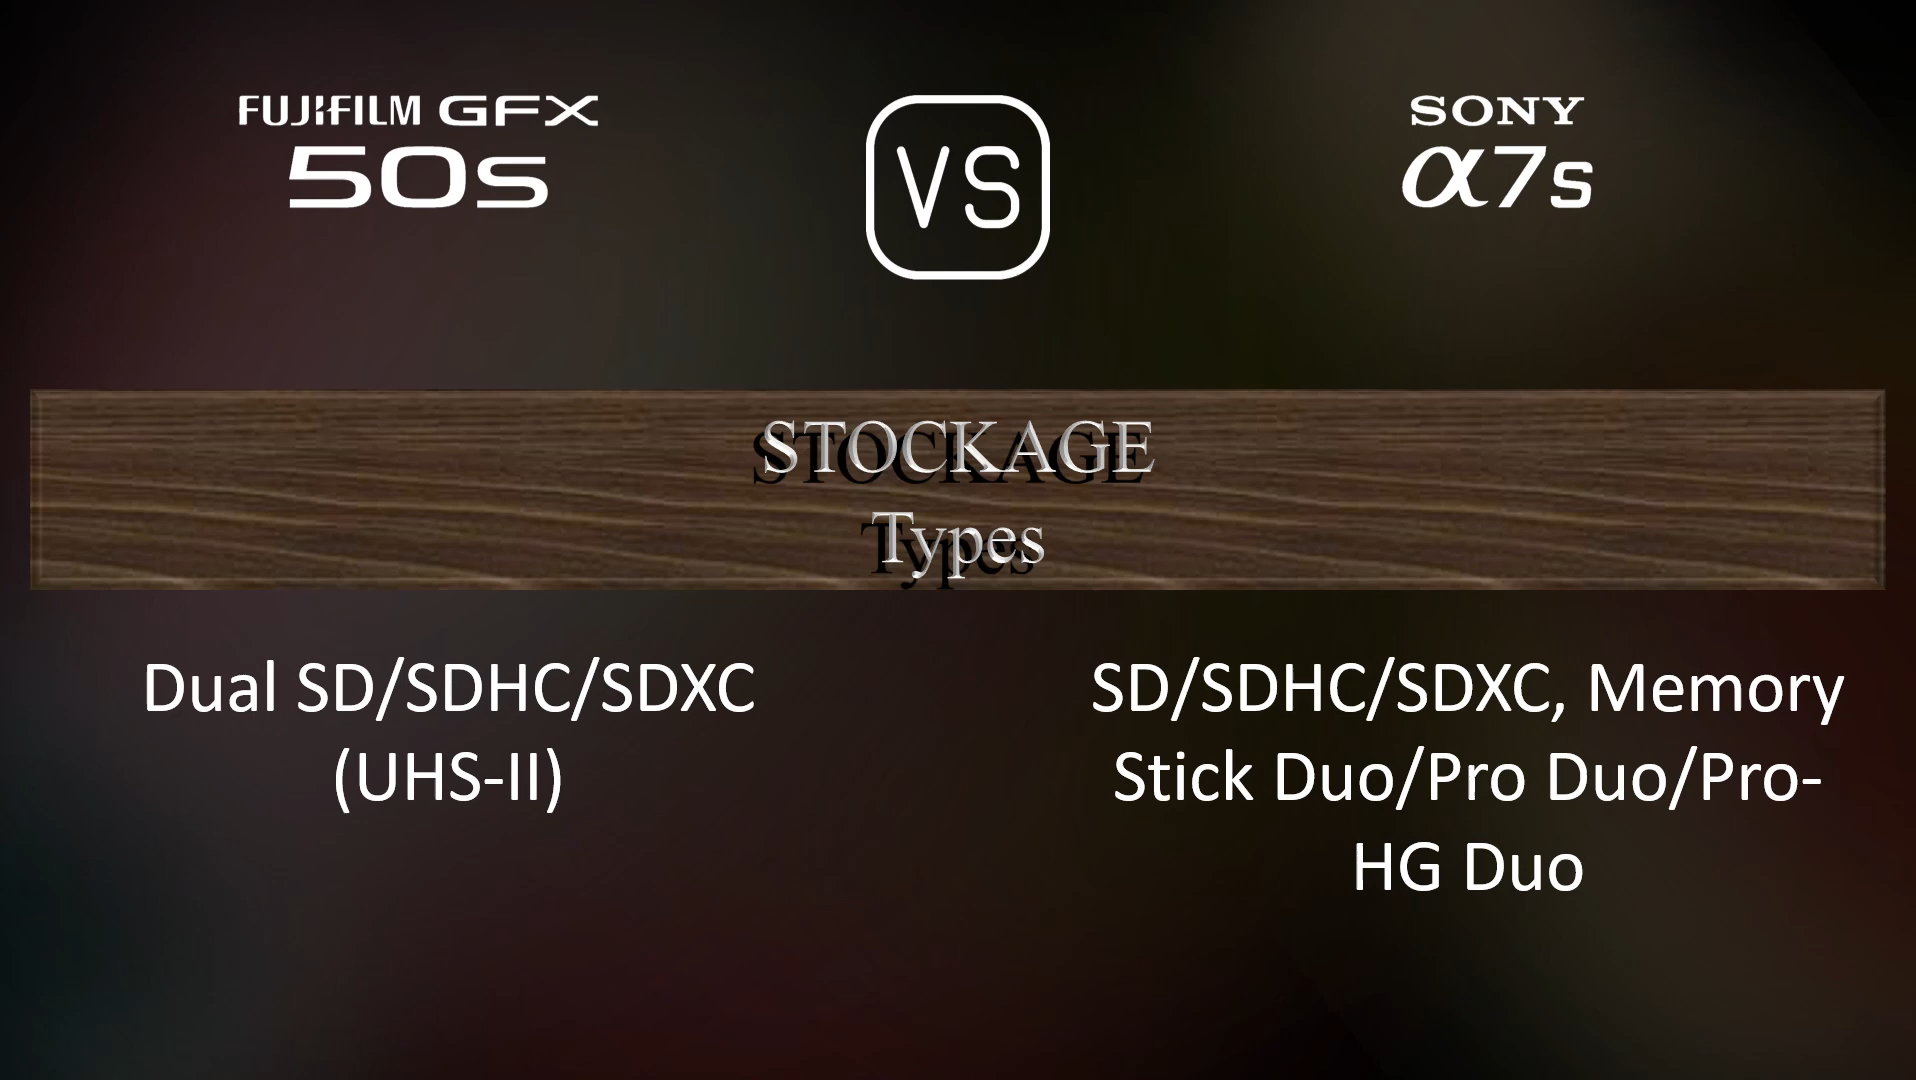 FUJIFILM GFX
50S
VS
SONY
α7s
STOCKAGE
Types
Dual SD/SDHC/SDXC
(UHS-II)
SD/SDHC/SDXC, Memory
Stick Duo/Pro Duo/Pro-
HG Duo